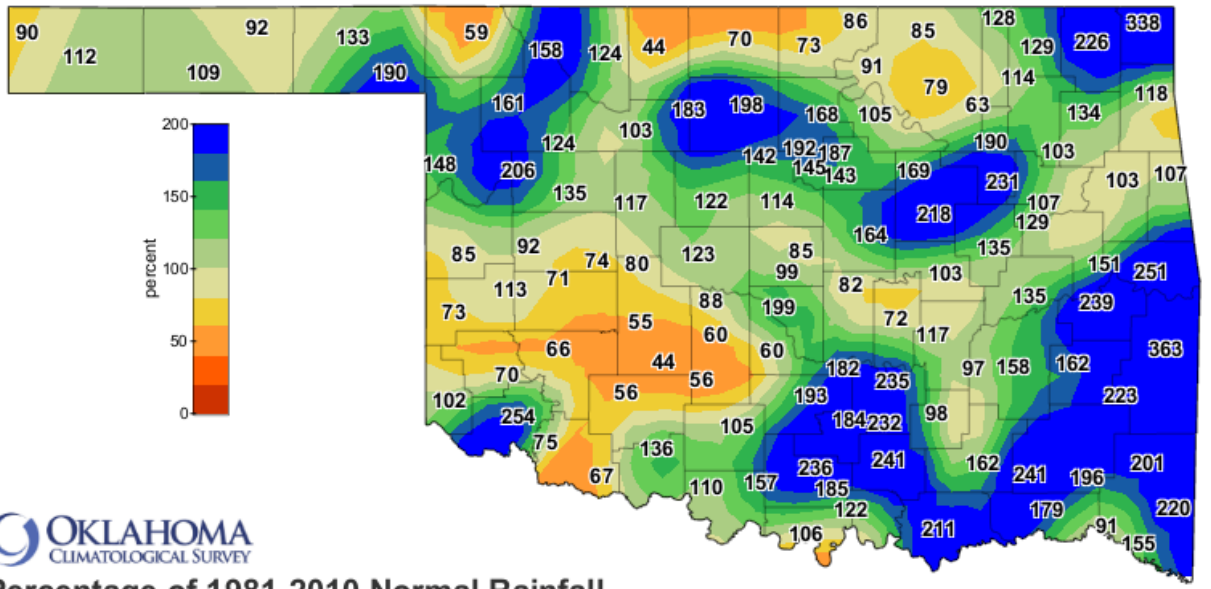 90 92 133 59 158 124 44 70 73 86 85 128 129 226 338
112 109 190 91 79 114 118
161 183 198 168 105 63 134
200 124 103 142 192 187 190 103
148 206 145 143 169 231 103 107
150 135 117 122 114 218 107 129
164
85 92 74 80 123 85 99 103 135 151 251
percent 100 71 82 135 239
113 88 199 72
73 55 60 117
50 66 44 60 97 158 162 363
70 56 56 182 235 223
0 102 193
254 105 184 232 98
75 136 236 241 162 241 196 201
67 110 157 185 179 220
122
106 211 91 155
OKLAHOMA
CLIMATOLOGICAL SURVEY
Percentage of 1981-2010 Normal Rainfall